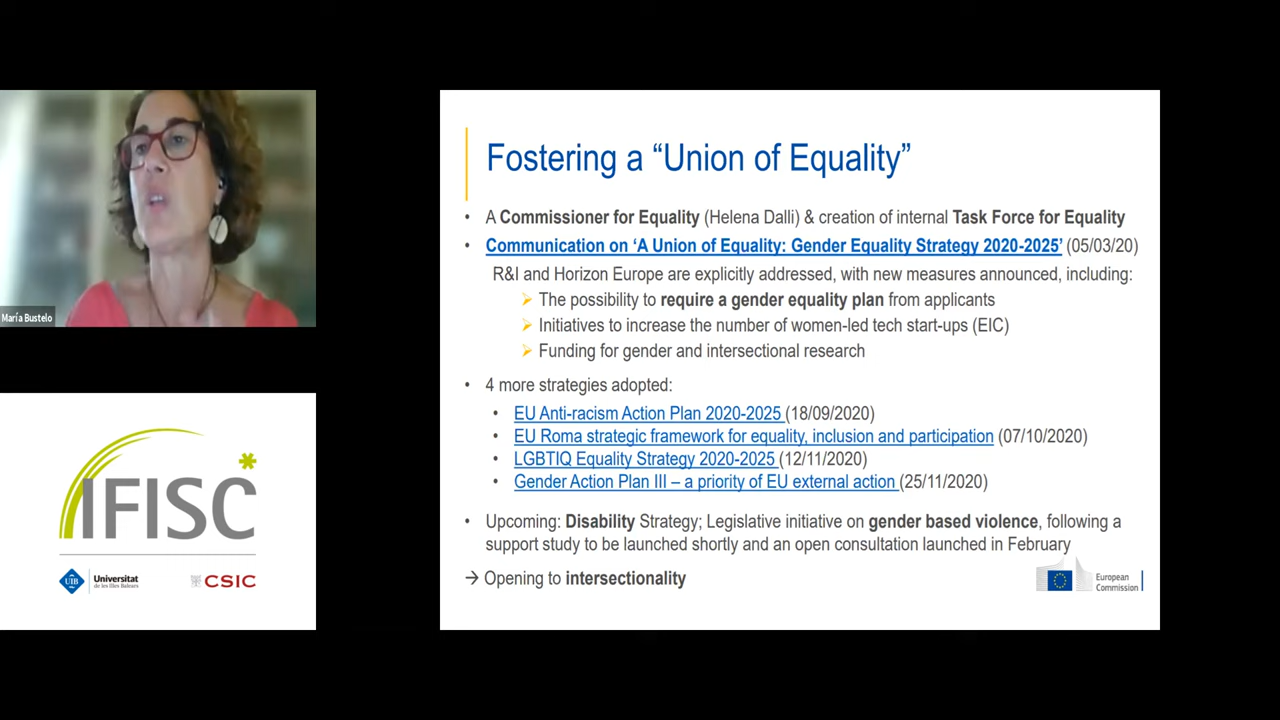 María Bustelo
IFISC
UIB
Universitat
de les Illes Balears
CSIC
Fostering a “Union of Equality”
• A Commissioner for Equality (Helena Dalli) & creation of internal Task Force for Equality
• Communication on ‘A Union of Equality: Gender Equality Strategy 2020-2025’ (05/03/20)
R&I and Horizon Europe are explicitly addressed, with new measures announced, including:
➢ The possibility to require a gender equality plan from applicants
➢ Initiatives to increase the number of women-led tech start-ups (EIC)
➢ Funding for gender and intersectional research
• 4 more strategies adopted:
• EU Anti-racism Action Plan 2020-2025 (18/09/2020)
• EU Roma strategic framework for equality, inclusion and participation (07/10/2020)
• LGBTIQ Equality Strategy 2020-2025 (12/11/2020)
• Gender Action Plan III – a priority of EU external action (25/11/2020)
• Upcoming: Disability Strategy; Legislative initiative on gender based violence, following a
support study to be launched shortly and an open consultation launched in February
→ Opening to intersectionality
European
Commission